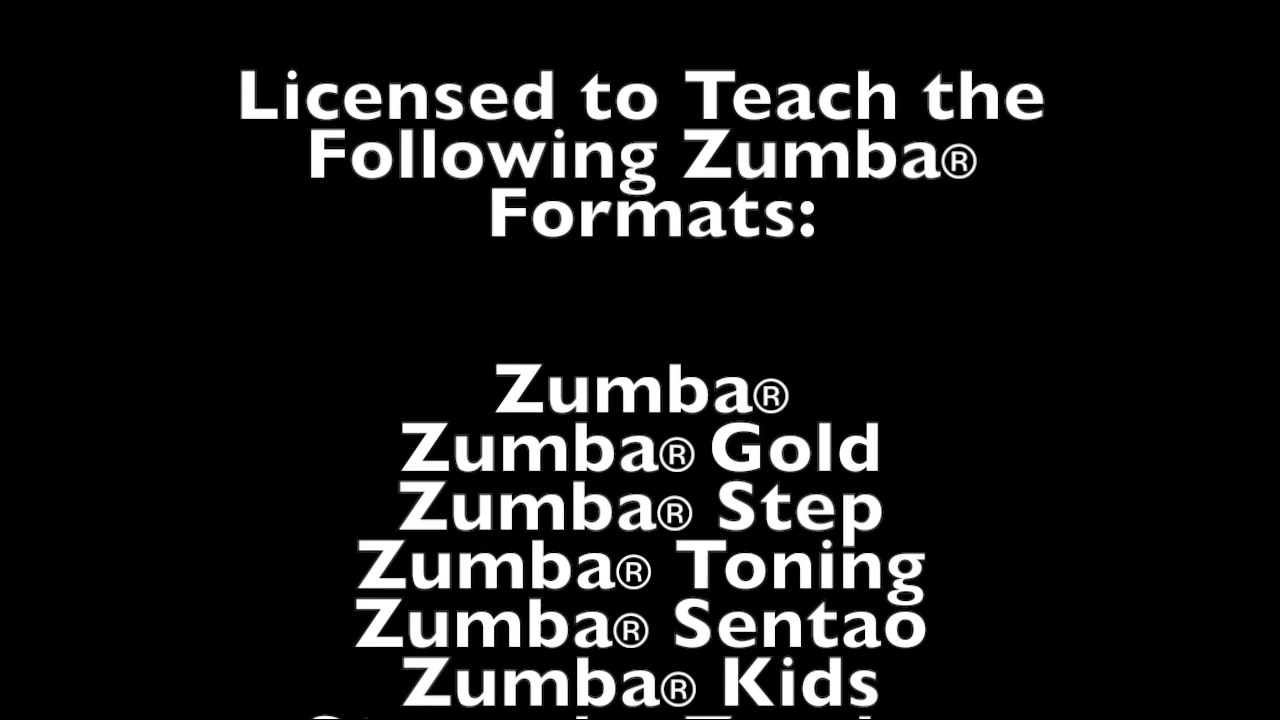 Licensed to Teach the
Following Zumba®
Formats:
Zumba®
Zumba® Gold
Zumba® Step
Zumba® Toning
Zumba® Sentao
Zumba® Kids